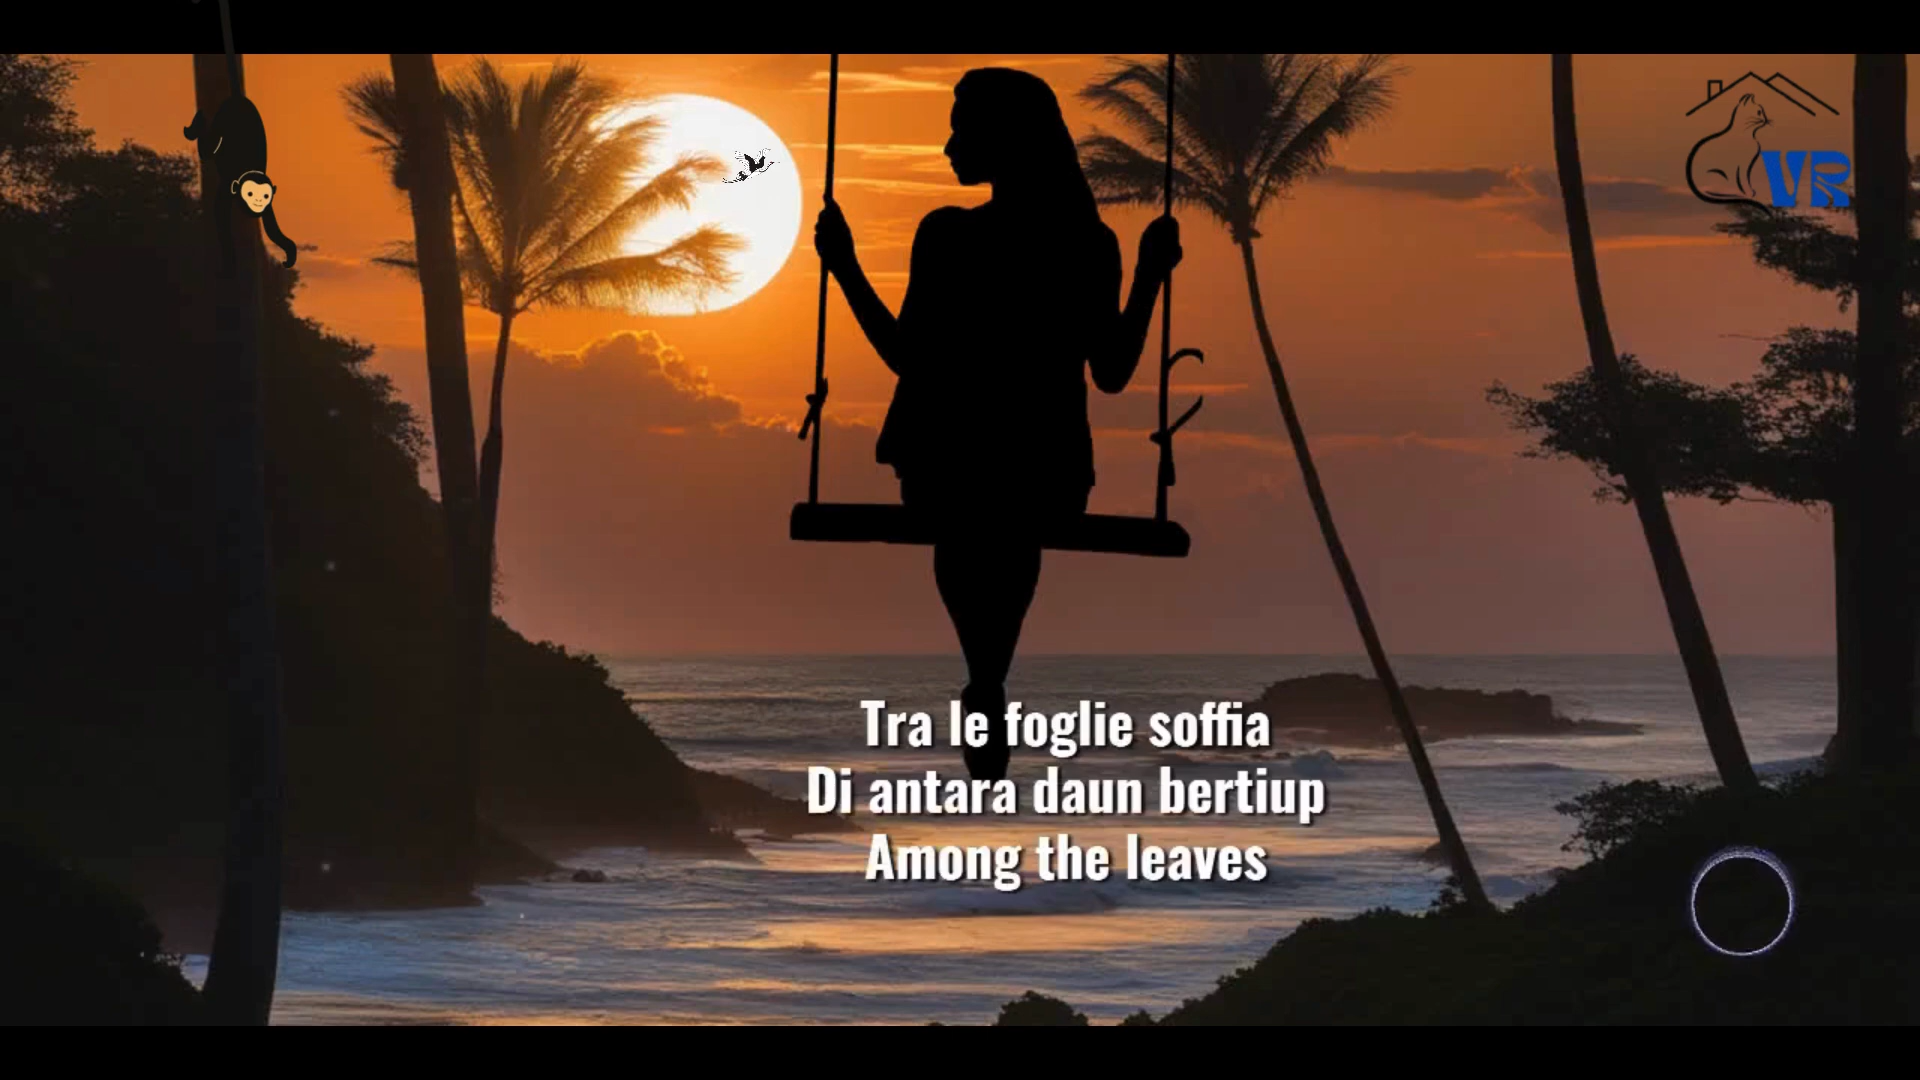 VR
Tra le foglie soffia
Di antara daun bertiup
Among the leaves